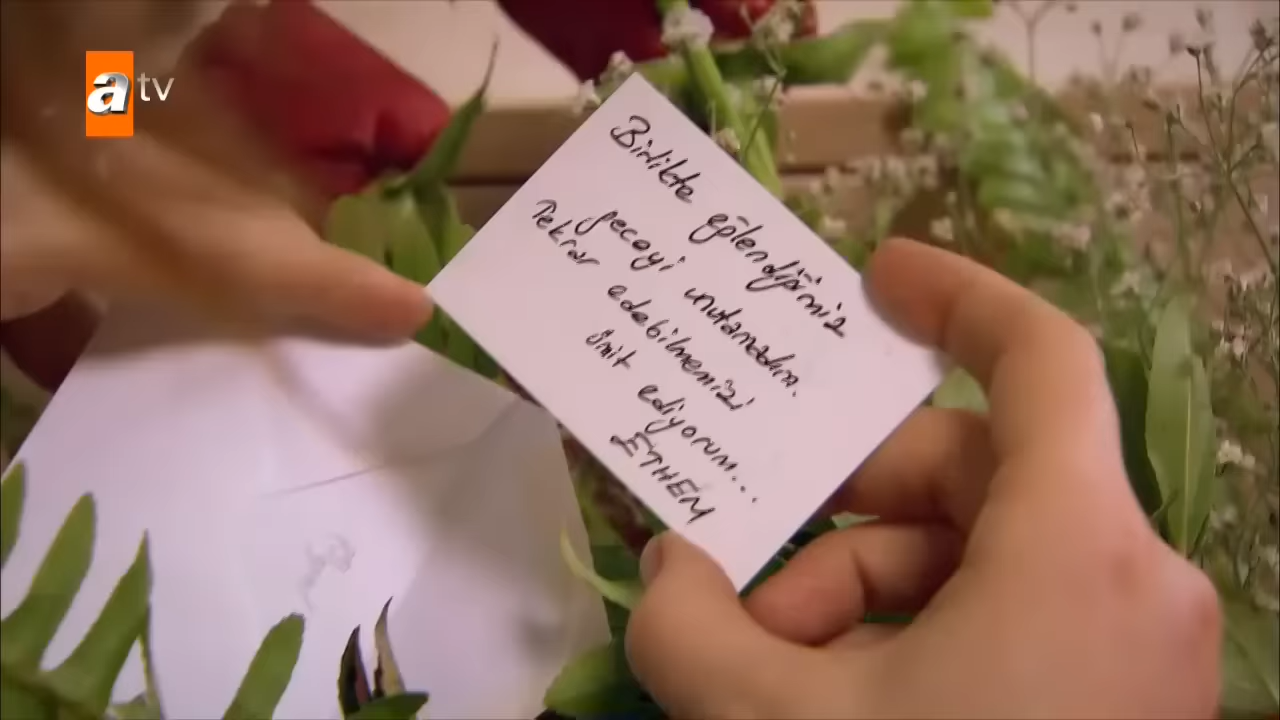 atv
Birlikte eğlendiğimiz
geceyi unutamadım.
Tekrar edebilmemizi
ümit ediyorum...
ETHEM